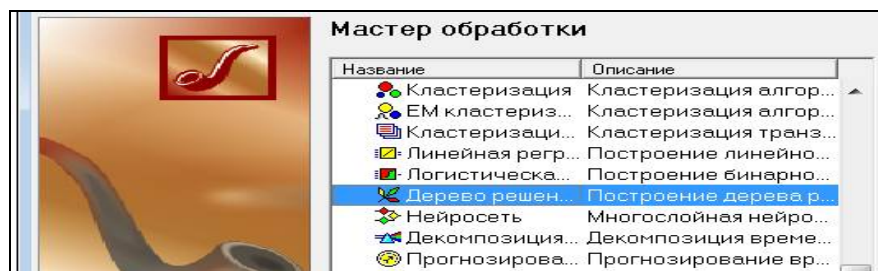 Мастер обработки
Название Описание
Кластеризация Кластеризация алгор...
EM кластериз... Кластеризация алгор...
Кластеризаци... Кластеризация транз...
Линейная регр... Построение линейно...
Логистическа... Построение бинарно...
Дерево решен... Построение дерева р...
Нейросеть Многослойная нейро...
Декомпозиция... Декомпозиция време...
Прогнозирова... Прогнозирование вр...